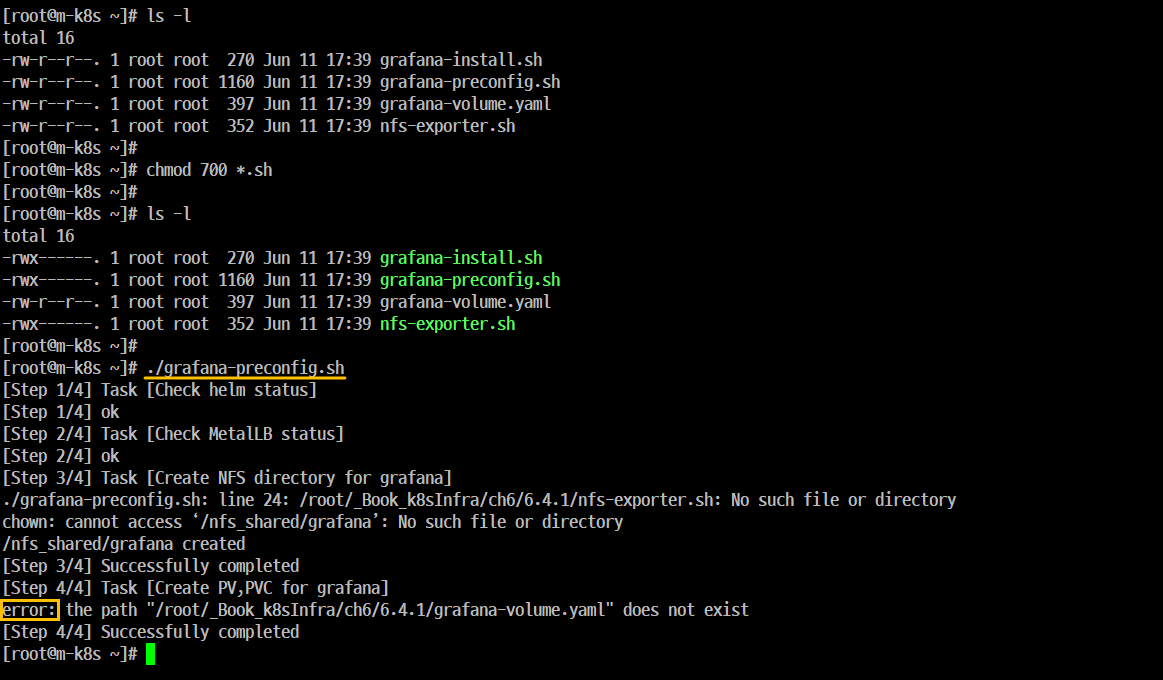 [root@m-k8s ~]# ls -l
total 16
-rw-r--r--. 1 root root  270 Jun 11 17:39 grafana-install.sh
-rw-r--r--. 1 root root 1160 Jun 11 17:39 grafana-preconfig.sh
-rw-r--r--. 1 root root  397 Jun 11 17:39 grafana-volume.yaml
-rw-r--r--. 1 root root  352 Jun 11 17:39 nfs-exporter.sh
[root@m-k8s ~]#
[root@m-k8s ~]# chmod 700 *.sh
[root@m-k8s ~]#
[root@m-k8s ~]# ls -l
total 16
-rwx------. 1 root root  270 Jun 11 17:39 grafana-install.sh
-rwx------. 1 root root 1160 Jun 11 17:39 grafana-preconfig.sh
-rw-r--r--. 1 root root  397 Jun 11 17:39 grafana-volume.yaml
-rwx------. 1 root root  352 Jun 11 17:39 nfs-exporter.sh
[root@m-k8s ~]#
[root@m-k8s ~]# ./grafana-preconfig.sh
[Step 1/4] Task [Check helm status]
[Step 1/4] ok
[Step 2/4] Task [Check MetalLB status]
[Step 2/4] ok
[Step 3/4] Task [Create NFS directory for grafana]
./grafana-preconfig.sh: line 24: /root/_Book_k8sInfra/ch6/6.4.1/nfs-exporter.sh: No such file or directory
chown: cannot access ‘/nfs_shared/grafana’: No such file or directory
/nfs_shared/grafana created
[Step 3/4] Successfully completed
[Step 4/4] Task [Create PV,PVC for grafana]
error: the path "/root/_Book_k8sInfra/ch6/6.4.1/grafana-volume.yaml" does not exist
[Step 4/4] Successfully completed
[root@m-k8s ~]#